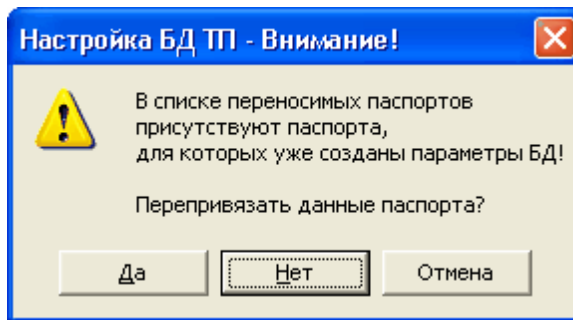 Настройка БД ТП - Внимание!
В списке переносимых паспортов
присутствуют паспорта,
для которых уже созданы параметры БД!
Перепривязать данные паспорта?
Да
Нет
Отмена